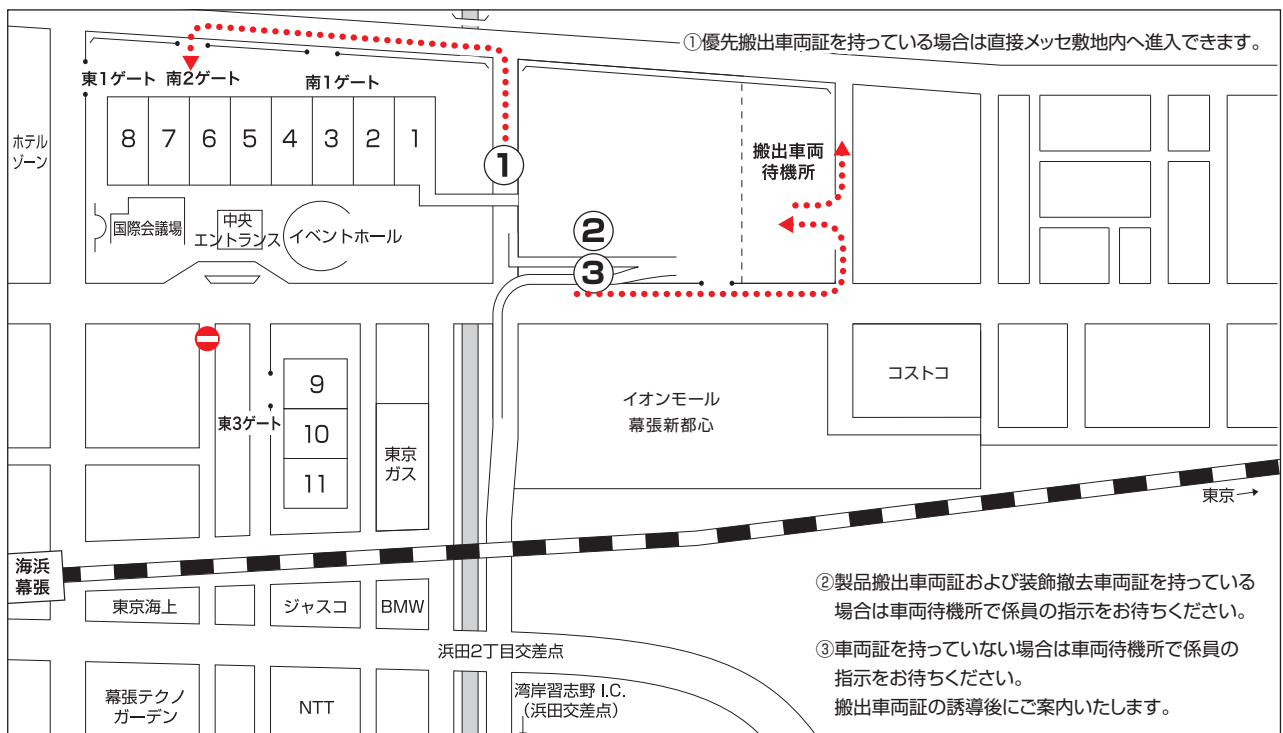 ①優先搬出車両証を持っている場合は直接メッセ敷地内へ進入できます。
東1ゲート 南2ゲート 南1ゲート
ホテル
ゾーン
8 7 6 5 4 3 2 1
①
搬出車両
待機所
国際会議場
中央
エントランス
イベントホール
②
③
9
10
11
東3ゲート
東京
ガス
イオンモール
幕張新都心
コストコ
東京→
海浜
幕張
東京海上
ジャスコ
BMW
幕張テクノ
ガーデン
NTT
浜田2丁目交差点
湾岸習志野 I.C.
（浜田交差点）
②製品搬出車両証および装飾撤去車両証を持っている
場合は車両待機所で係員の指示をお待ちください。
③車両証を持っていない場合は車両待機所で係員の
指示をお待ちください。
搬出車両証の誘導後にご案内いたします。